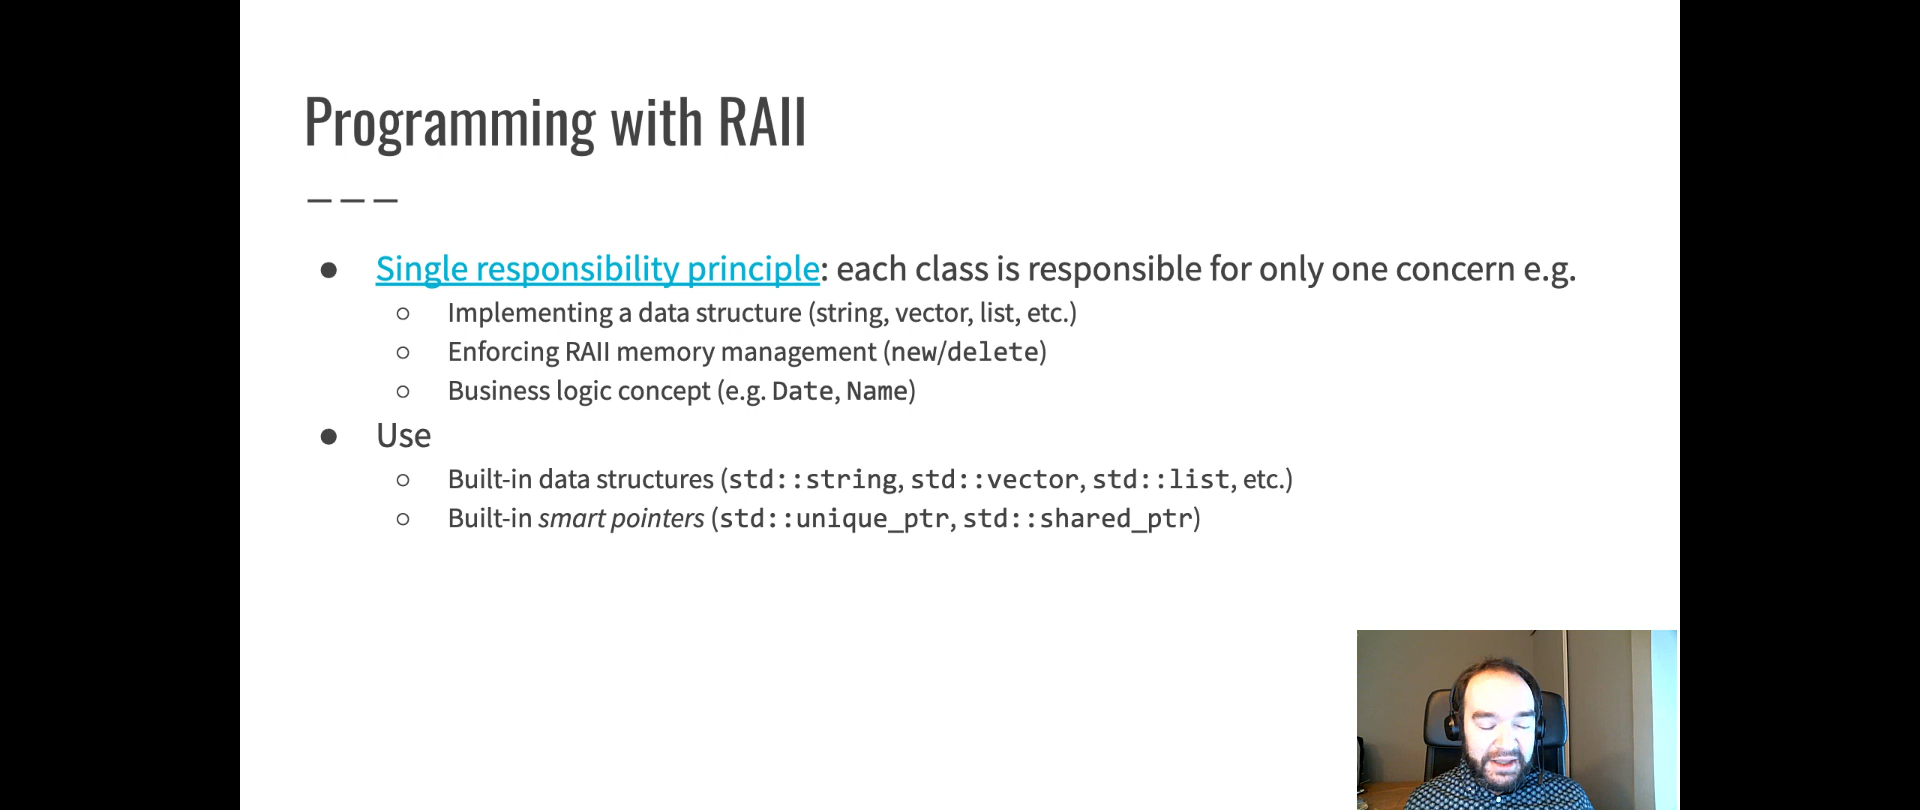 Programming with RAII
● Single responsibility principle: each class is responsible for only one concern e.g.
○ Implementing a data structure (string, vector, list, etc.)
○ Enforcing RAII memory management (new/delete)
○ Business logic concept (e.g. Date, Name)
● Use
○ Built-in data structures (std::string, std::vector, std::list, etc.)
○ Built-in smart pointers (std::unique_ptr, std::shared_ptr)